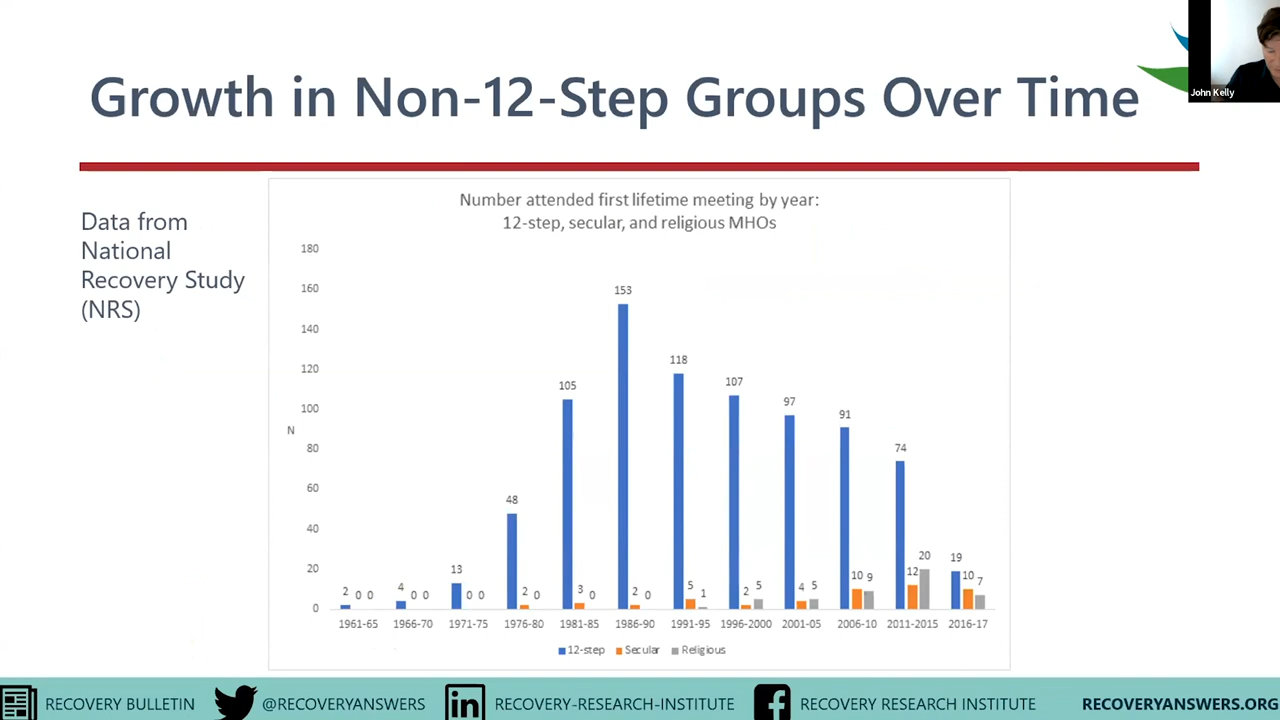 Growth in Non-12-Step Groups Over Time
John Kelly
Data from
National
Recovery Study
(NRS)
Number attended first lifetime meeting by year:
12-step, secular, and religious MHOs
180
160
140
120
100
80
60
40
20
0
N
2 0 0
4 0 0
13 0 0
48 2 0
105 3 0
153 2 0
118 5 1
107 2 5
97 4 5
91 10 9
74 12 20
19 10 7
1961-65 1966-70 1971-75 1976-80 1981-85 1986-90 1991-95 1996-2000 2001-05 2006-10 2011-2015 2016-17
12-step Secular Religious
RECOVERY BULLETIN @RECOVERYANSWERS in RECOVERY-RESEARCH-INSTITUTE f RECOVERY RESEARCH INSTITUTE RECOVERYANSWERS.ORG